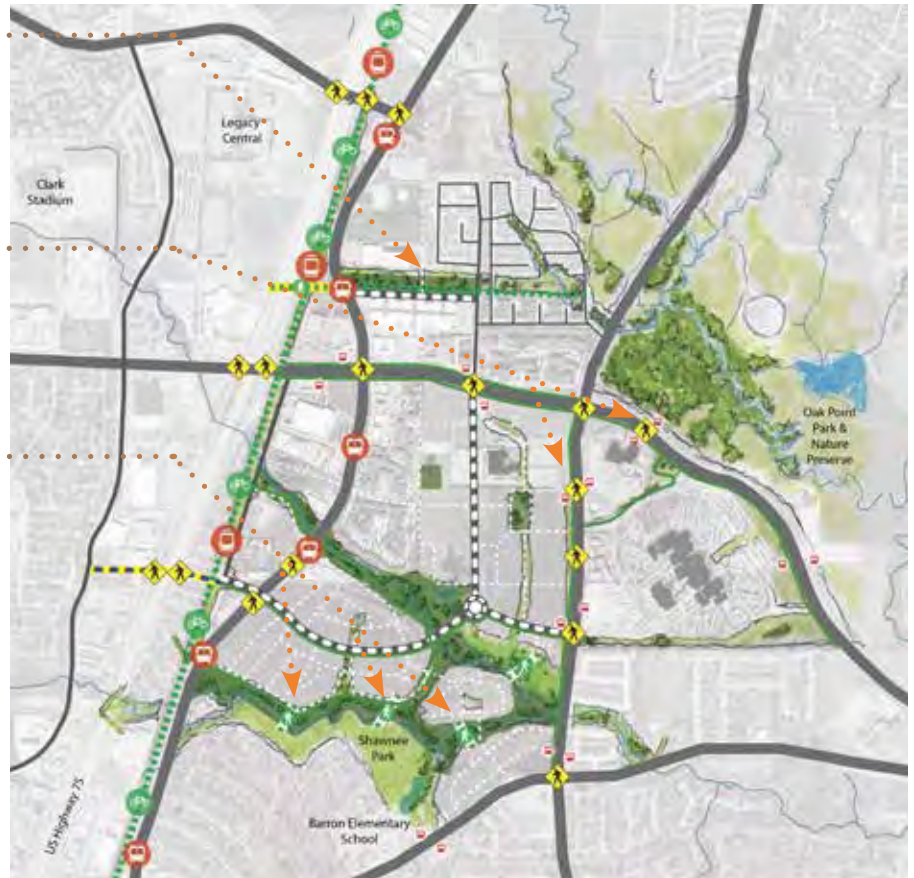 Legacy
Central
Clark
Stadium
Oak Point
Park &
Nature
Preserve
Shawnee
Park
US Highway 75
Barron Elementary
School